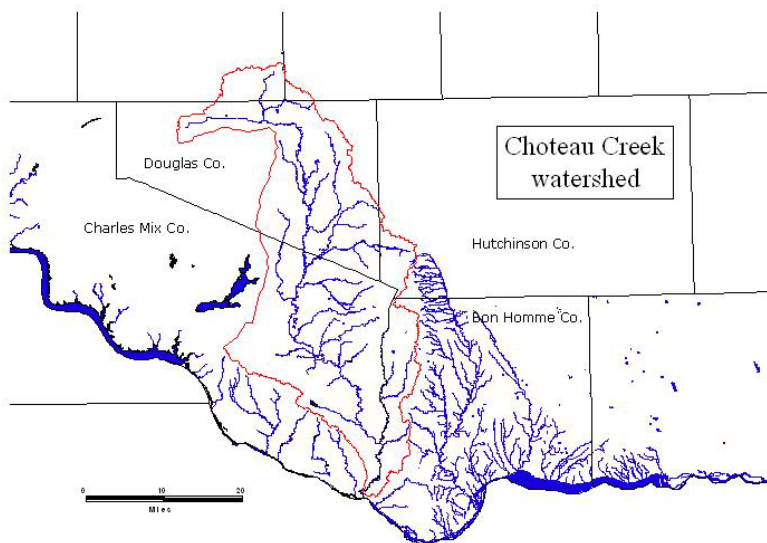 Choteau Creek
watershed
Douglas Co.
Charles Mix Co.
Hutchinson Co.
Bon Homme Co.
0 10 20
Miles